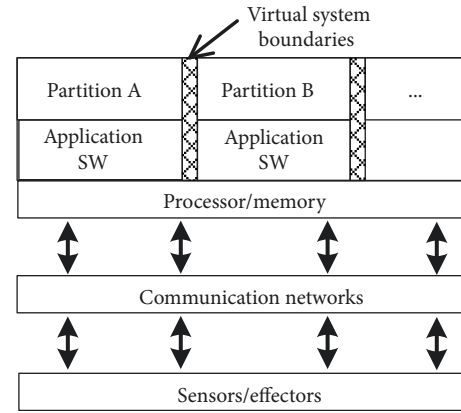 Virtual system
boundaries
Partition A
Partition B
...
Application
SW
Application
SW
Processor/memory
Communication networks
Sensors/effectors